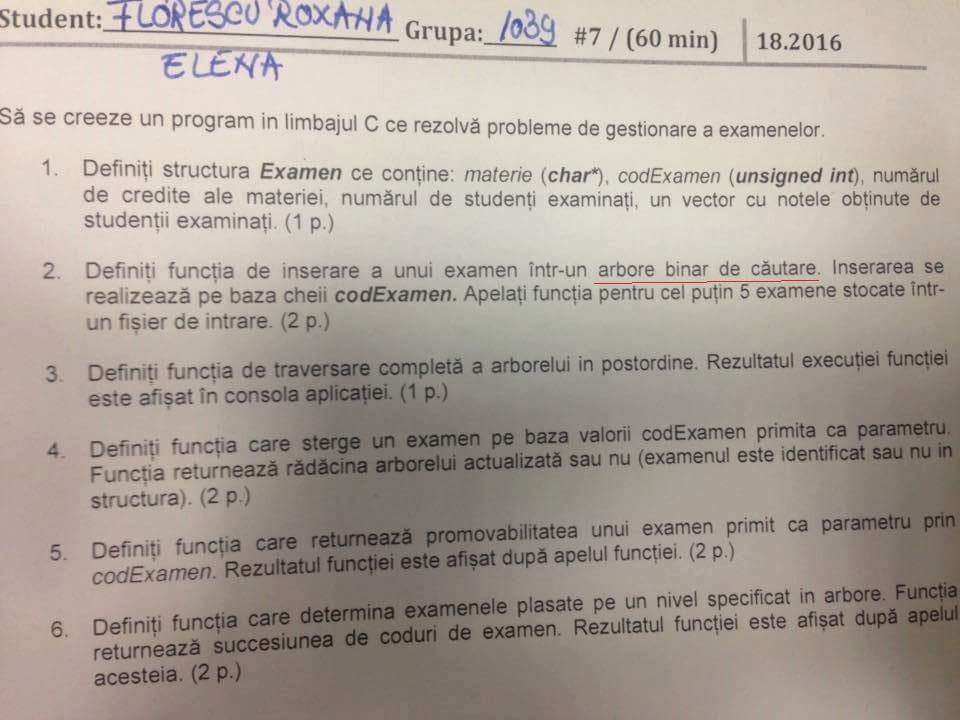 Student: FLORESCU ROXANA Grupa: 1039 #7 / (60 min) 18.2016
ELENA
Să se creeze un program in limbajul C ce rezolvă probleme de gestionare a examenelor.
1. Definiți structura Examen ce conține: materie (char*), codExamen (unsigned int), numărul
de credite ale materiei, numărul de studenți examinați, un vector cu notele obținute de
studenții examinați. (1 p.)
2. Definiți funcția de inserare a unui examen într-un arbore binar de căutare. Inserarea se
realizează pe baza cheii codExamen. Apelați funcția pentru cel puțin 5 examene stocate într-
un fișier de intrare. (2 p.)
3. Definiți funcția de traversare completă a arborelui in postordine. Rezultatul execuției funcției
este afișat în consola aplicației. (1 p.)
4. Definiți funcția care sterge un examen pe baza valorii codExamen primita ca parametru.
Funcția returnează rădăcina arborelui actualizată sau nu (examenul este identificat sau nu in
structura). (2 p.)
5. Definiți funcția care returnează promovabilitatea unui examen primit ca parametru prin
codExamen. Rezultatul funcției este afișat după apelul funcției. (2 p.)
6. Definiți funcția care determina examenele plasate pe un nivel specificat in arbore. Funcția
returnează succesiunea de coduri de examen. Rezultatul funcției este afișat după apelul
acesteia. (2 p.)